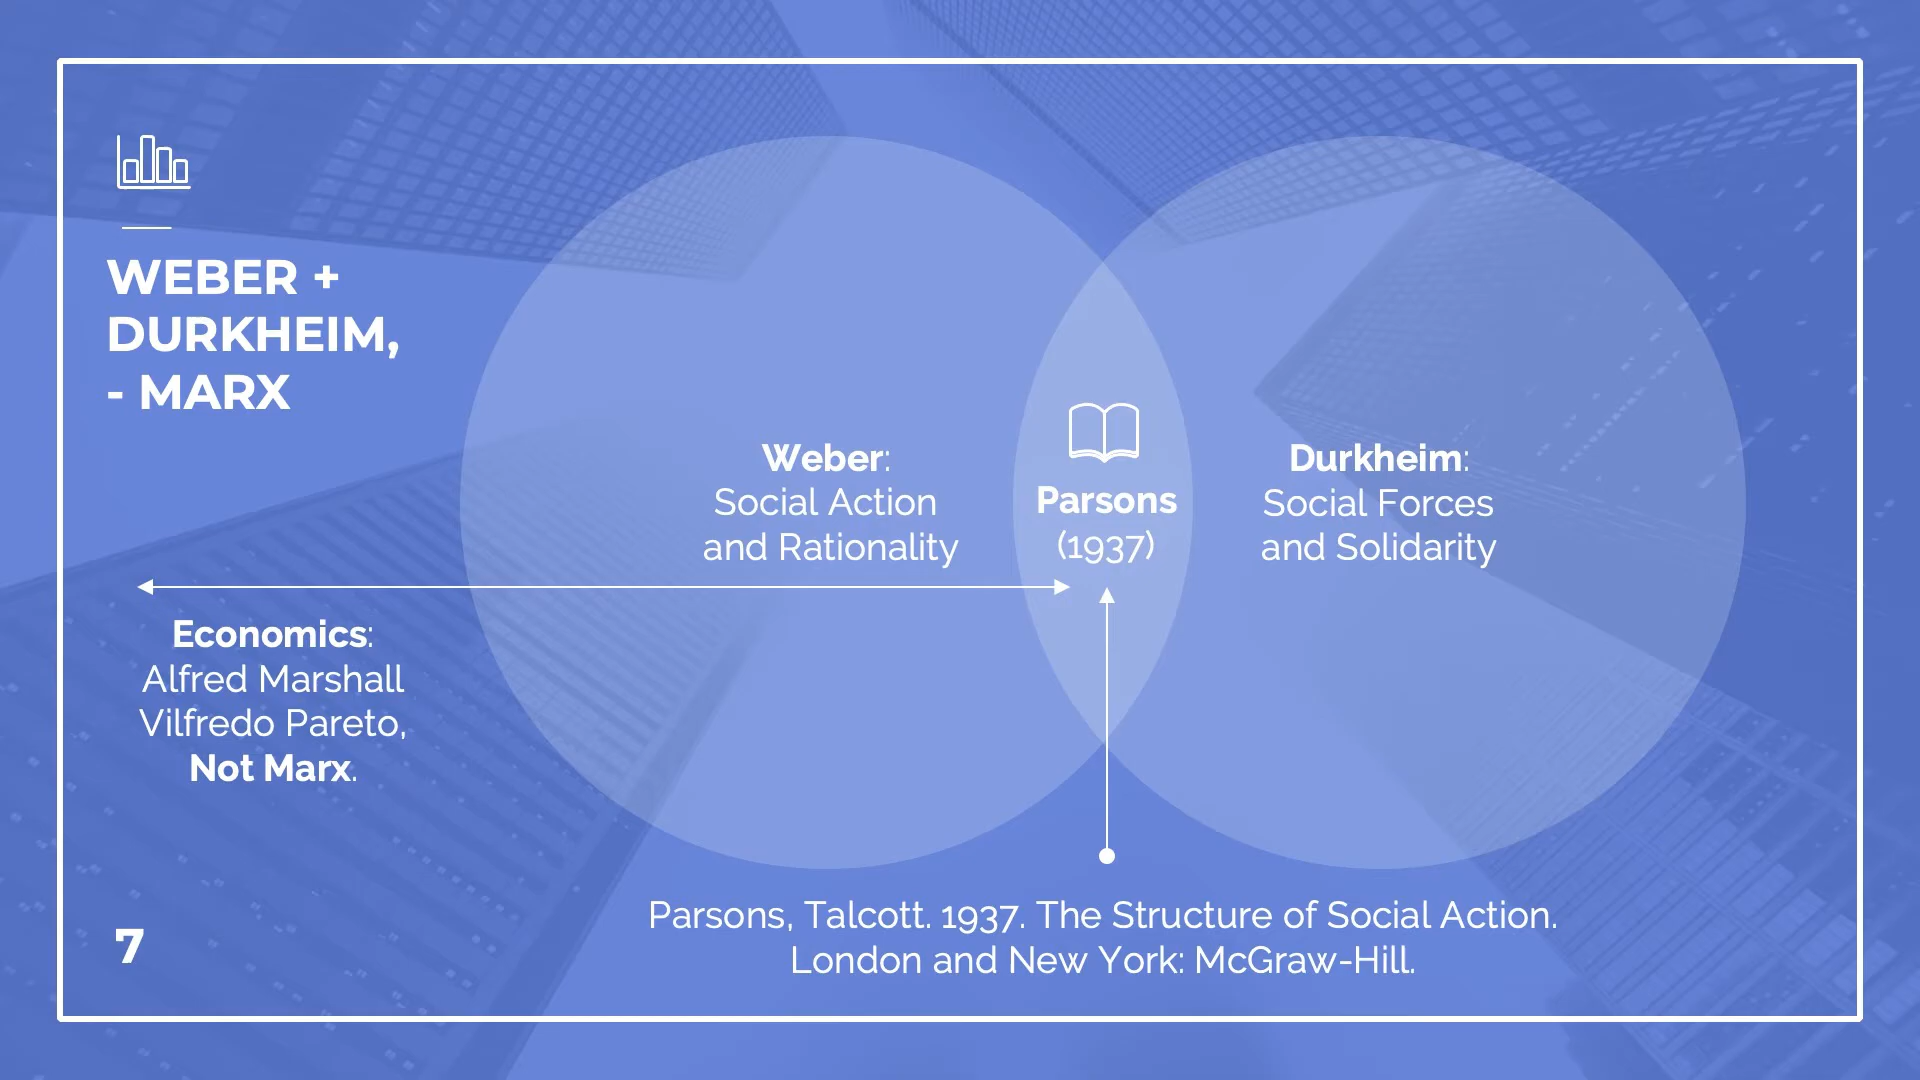 WEBER +
DURKHEIM,
- MARX
Weber:
Social Action
and Rationality
Parsons
(1937)
Durkheim:
Social Forces
and Solidarity
Economics:
Alfred Marshall
Vilfredo Pareto,
Not Marx.
Parsons, Talcott. 1937. The Structure of Social Action.
London and New York: McGraw-Hill.
7